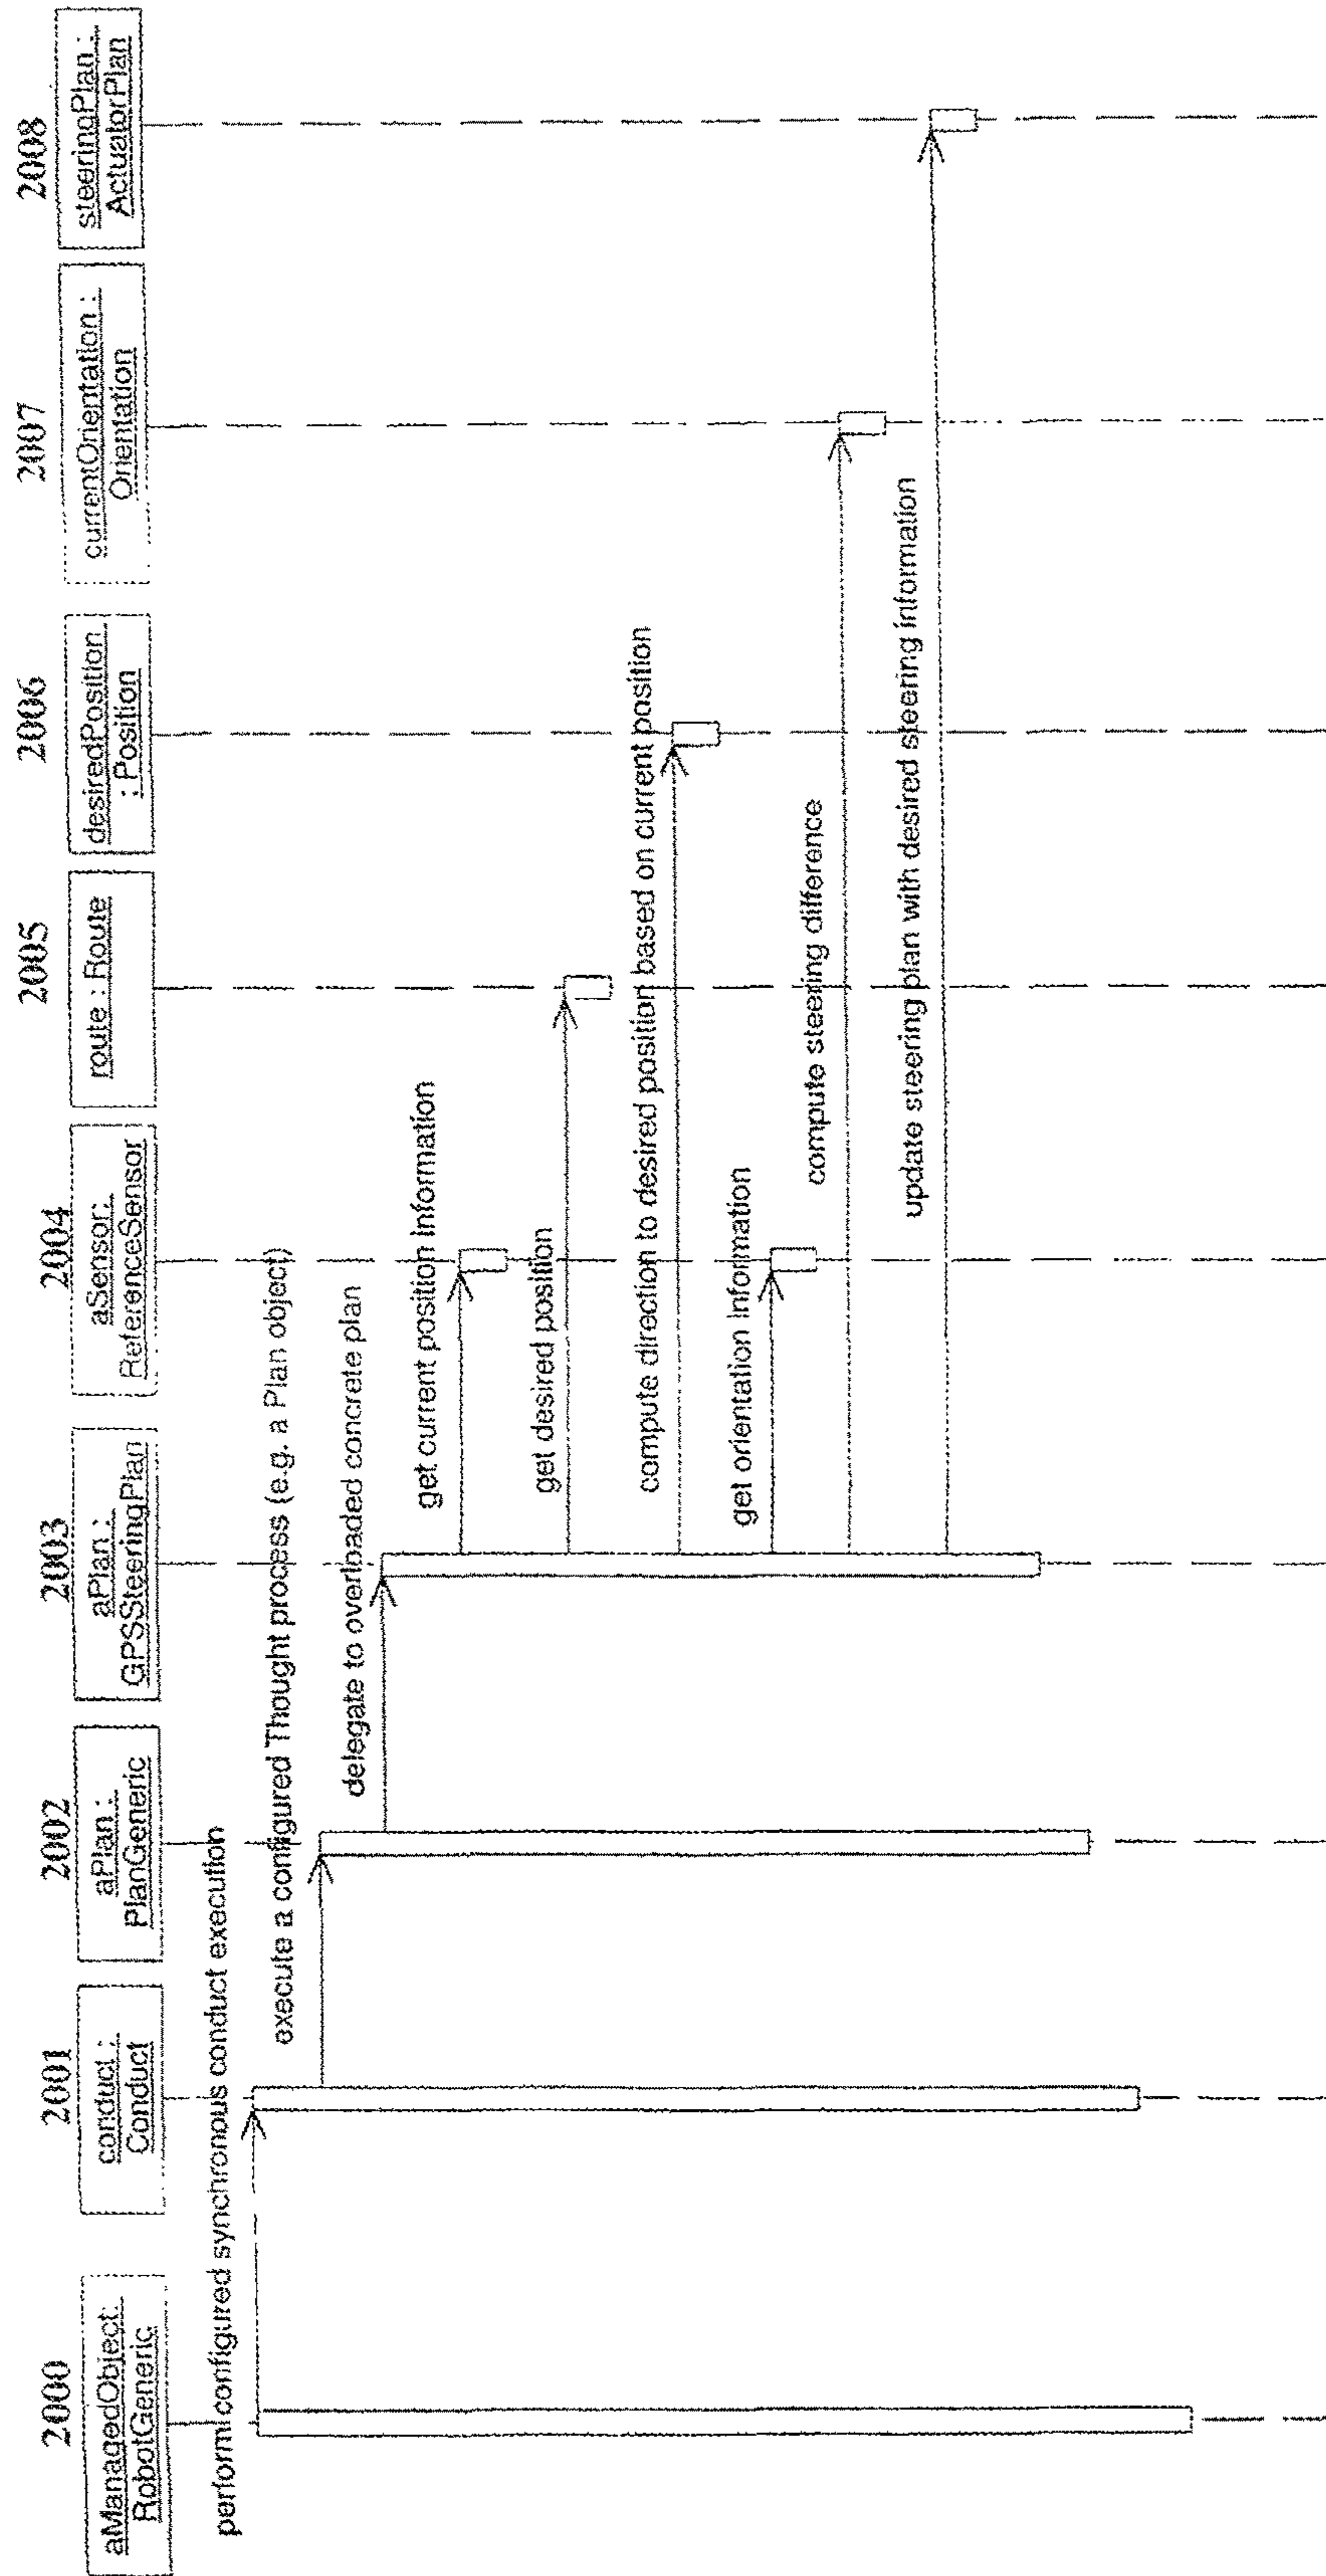 2000
aManagedObject:
RobotGeneric
2001
conduct :
Conduct
2002
aPlan :
PlanGeneric
2003
aPlan :
GPSSteeringPlan
2004
aSensor:
ReferenceSensor
2005
route : Route
2006
desiredPosition
: Position
2007
currentOrientation :
Orientation
2008
steeringPlan :
ActuatorPlan
perform configured synchronous conduct execution
execute a configured Thought process (e.g. a Plan object)
delegate to overloaded concrete plan
get current position information
get desired position
compute direction to desired position based on current position
get orientation information
compute steering difference
update steering plan with desired steering information